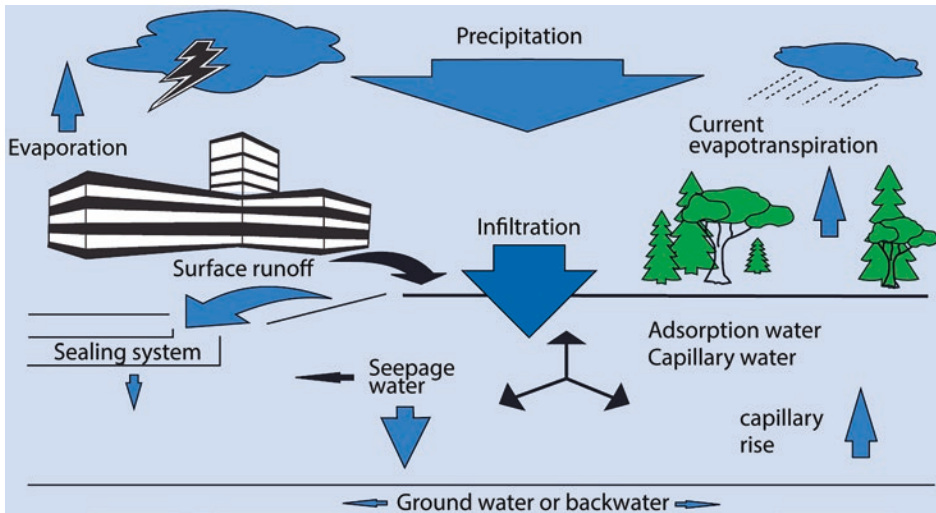 Precipitation
Evaporation
Current
evapotranspiration
Infiltration
Surface runoff
Sealing system
Seepage
water
Adsorption water
Capillary water
capillary
rise
Ground water or backwater